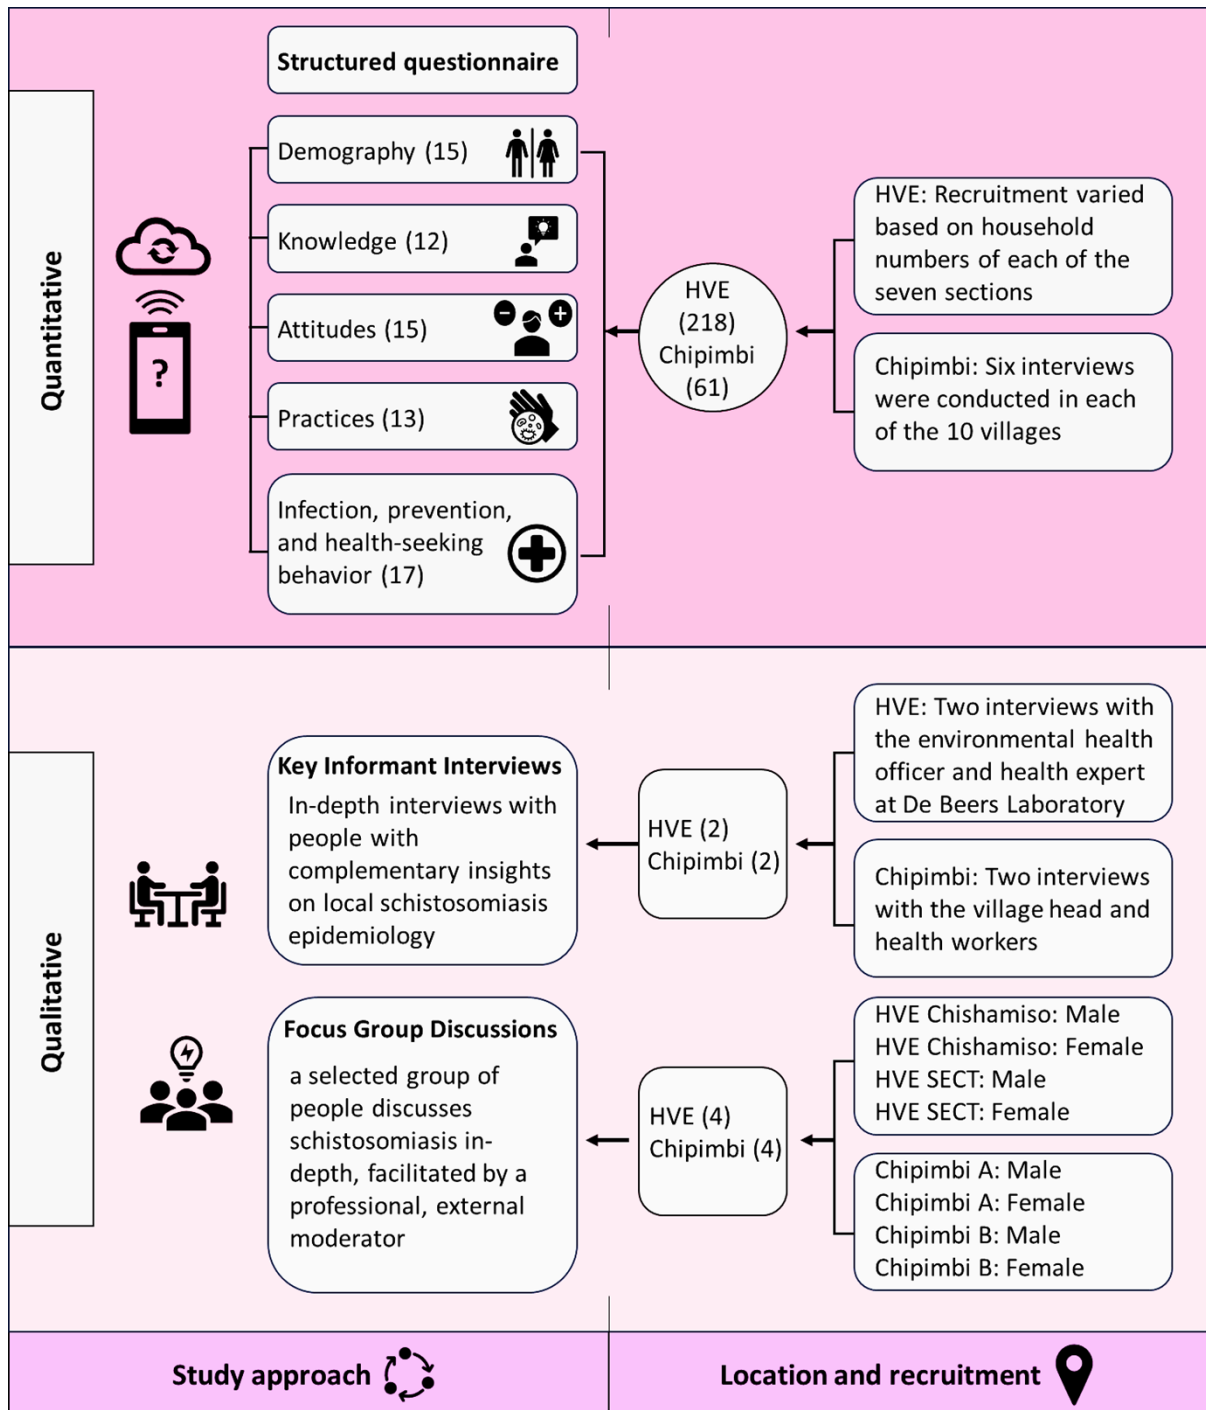 Quantitative
Structured questionnaire
Demography (15)
Knowledge (12)
Attitudes (15)
Practices (13)
Infection, prevention,
and health-seeking
behavior (17)
?
HVE
(218)
Chipimbi
(61)
HVE: Recruitment varied
based on household
numbers of each of the
seven sections
Chipimbi: Six interviews
were conducted in each
of the 10 villages
Qualitative
Key Informant Interviews
In-depth interviews with
people with
complementary insights
on local schistosomiasis
epidemiology
HVE (2)
Chipimbi (2)
HVE: Two interviews with
the environmental health
officer and health expert
at De Beers Laboratory
Chipimbi: Two interviews
with the village head and
health workers
Focus Group Discussions
a selected group of
people discusses
schistosomiasis in-
depth, facilitated by a
professional, external
moderator
HVE (4)
Chipimbi (4)
HVE Chishamiso: Male
HVE Chishamiso: Female
HVE SECT: Male
HVE SECT: Female
Chipimbi A: Male
Chipimbi A: Female
Chipimbi B: Male
Chipimbi B: Female
Study approach
Location and recruitment